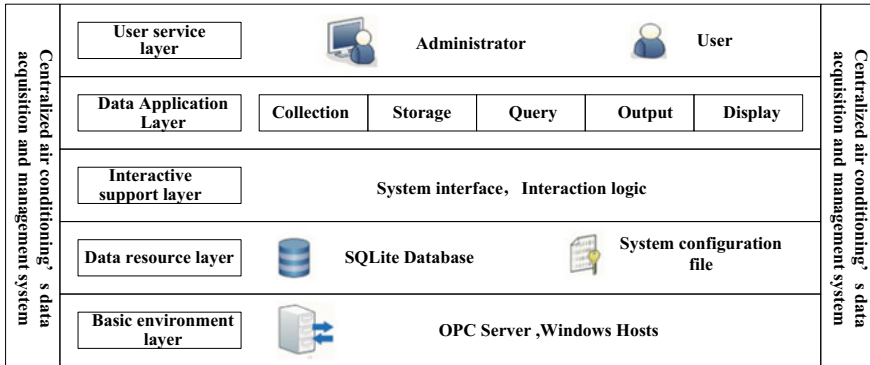 Centralized air conditioning’ s data
acquisition and management system
User service
layer
Administrator
User
Data Application
Layer
Collection
Storage
Query
Output
Display
Interactive
support layer
System interface，Interaction logic
Data resource layer
SQLite Database
System configuration
file
Basic environment
layer
OPC Server ,Windows Hosts
Centralized air conditioning’ s data
acquisition and management system